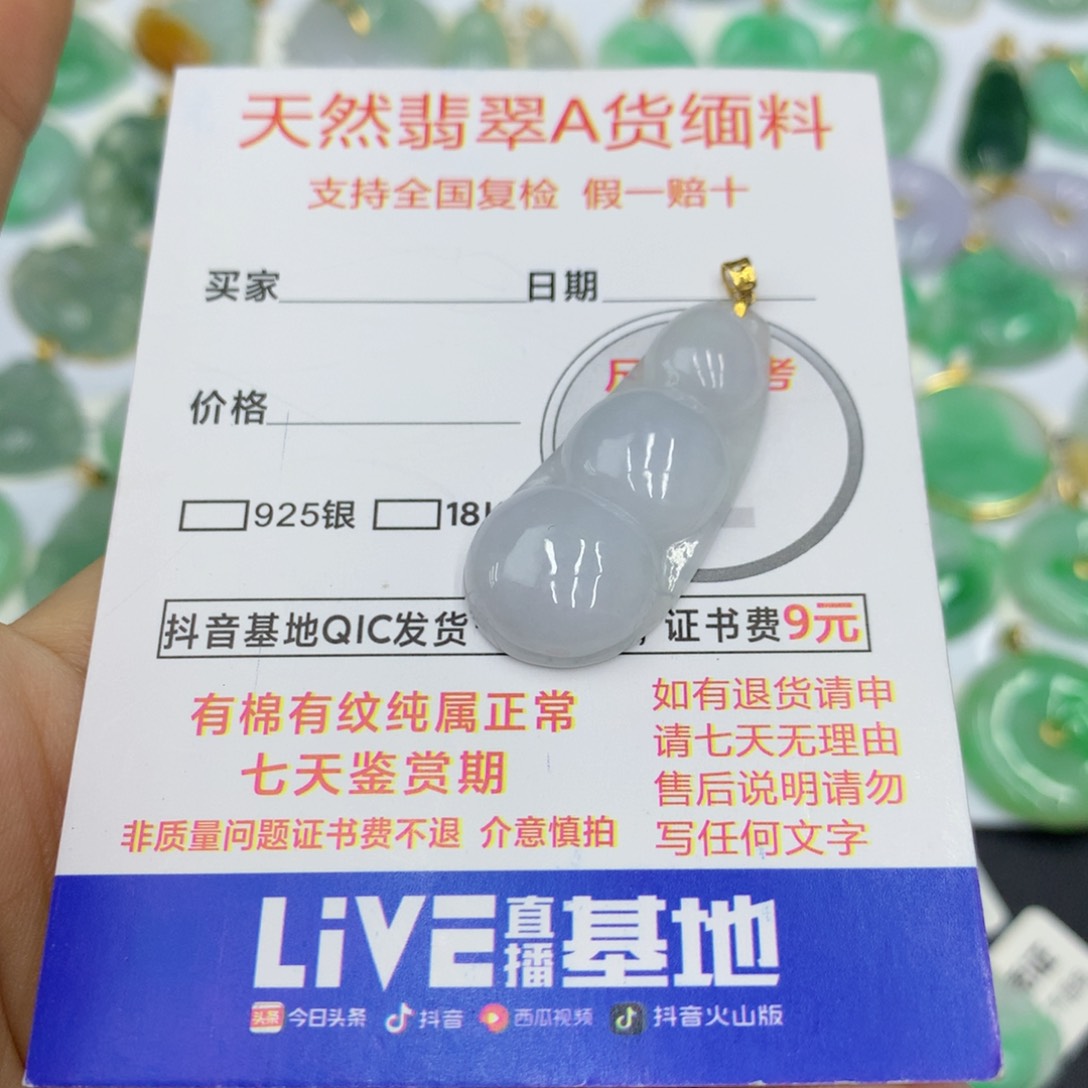 天然翡翠A货缅料
支持全国复检 假一赔十
买家 日期
价格
925银 18
抖音基地QIC发货 证书费9元
有棉有纹纯属正常
七天鉴赏期
非质量问题证书费不退 介意慎拍
如有退货请申
请七天无理由
售后说明请勿
写任何文字
LiVE直播基地
头条 今日头条 抖音 西瓜视频 抖音火山版